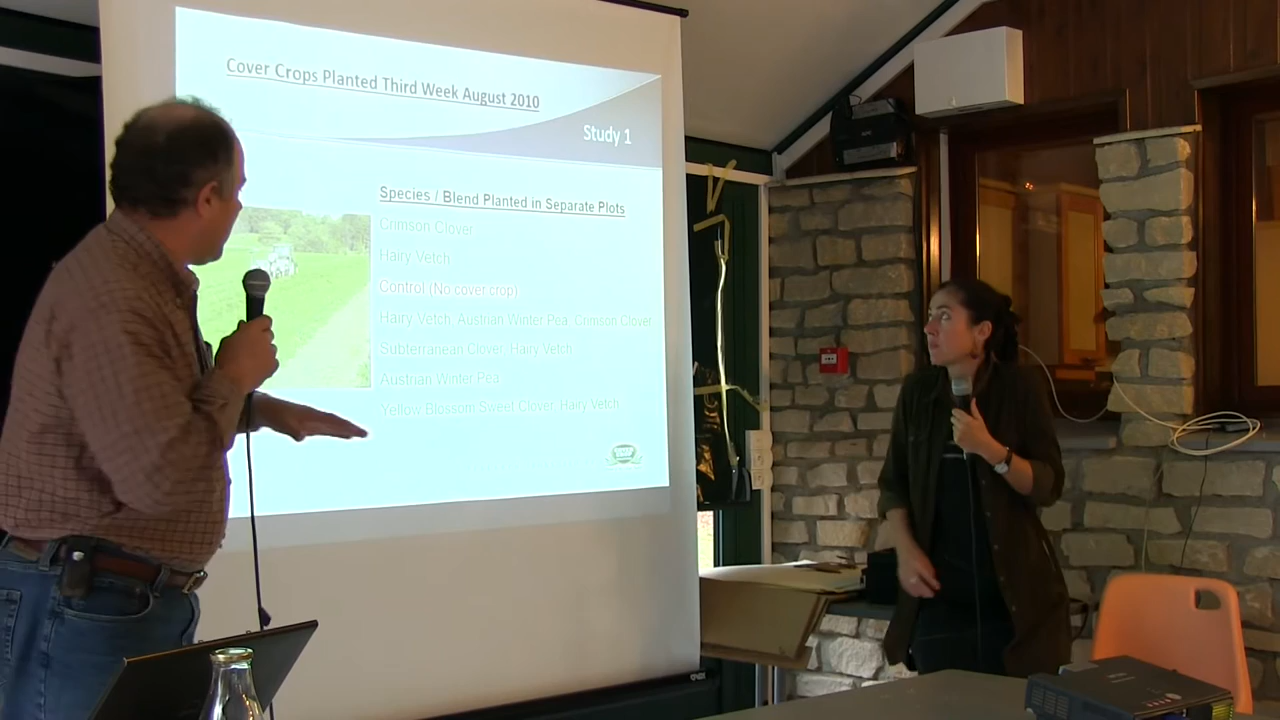 Cover Crops Planted Third Week August 2010
Study 1
Species / Blend Planted in Separate Plots
Crimson Clover
Hairy Vetch
Control (No cover crop)
Hairy Vetch, Austrian Winter Pea, Crimson Clover
Subterranean Clover, Hairy Vetch
Austrian Winter Pea
Yellow Blossom Sweet Clover, Hairy Vetch